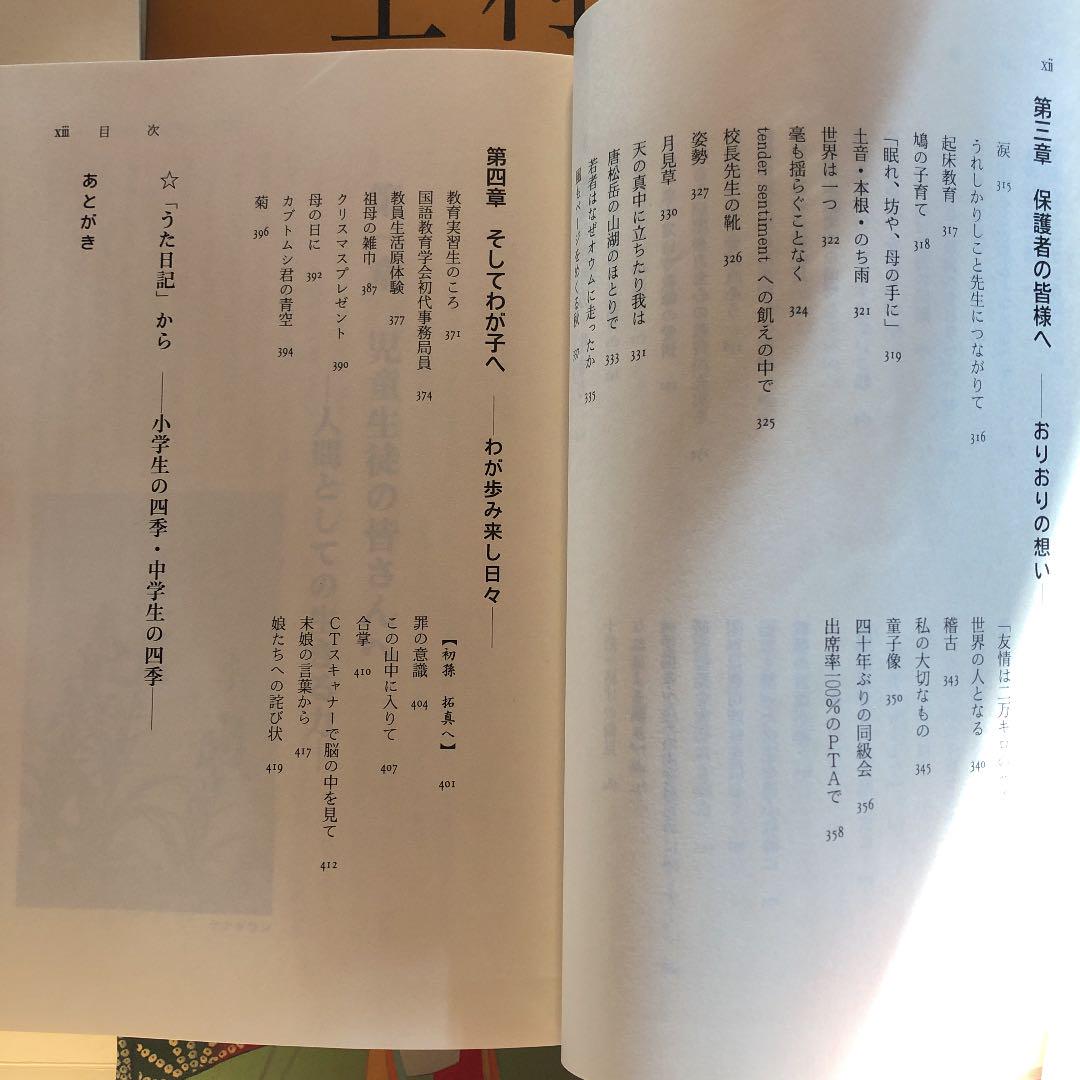 xii
第三章 保護者の皆様へ ――おりおりの想い――
涙 315
うれしかりしこと先生につながりて 316
起床教育 317
鳩の子育て 318
「眠れ、坊や、母の手に」 319
土音・本根・のち雨 321
世界は一つ 322
毫も揺らぐことなく 324
tender sentiment への飢えの中で 325
校長先生の靴 326
姿勢 327
月見草 330
天の真中に立ちたり我は 331
唐松岳の山湖のほとりで 333
若者はなぜオウムに走ったか 335
もページをめくる秋
「友情は二万キロ
世界の人となる 340
稽古 343
私の大切なもの 345
童子像 350
四十年ぶりの同級会 356
出席率100%のPTAで 358
第四章 そしてわが子へ ――わが歩み来し日々――
教育実習生のころ 371
国語教育学会初代事務局員 374
教員生活原体験 377
祖母の雑巾 387
クリスマスプレゼント 390
母の日に 392
カブトムシ君の青空 394
菊 396
【初孫 拓真へ】 401
罪の意識 404
この山中に入りて 407
合掌 410
CTスキャナーで脳の中を見て 412
末娘の言葉から 417
娘たちへの詫び状 419
☆「うた日記」から ――小学生の四季・中学生の四季――
あとがき
xiii 目次